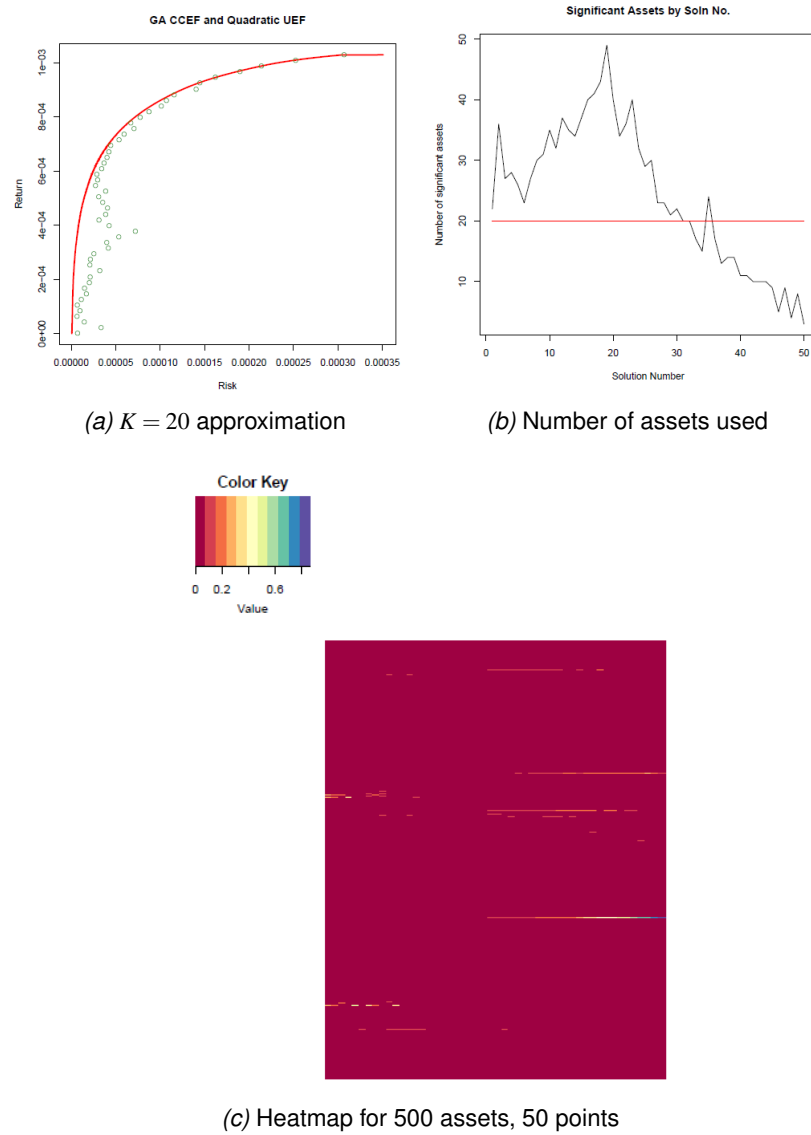 GA CCEF and Quadratic UEF
Return
0e+00 2e−04 4e−04 6e−04 8e−04 1e−03
0.00000 0.00005 0.00010 0.00015 0.00020 0.00025 0.00030 0.00035
Risk
(a) K = 20 approximation
Significant Assets by Soln No.
Number of significant assets
10 20 30 40 50
0 10 20 30 40 50
Solution Number
(b) Number of assets used
Color Key
0 0.2 0.6
Value
(c) Heatmap for 500 assets, 50 points